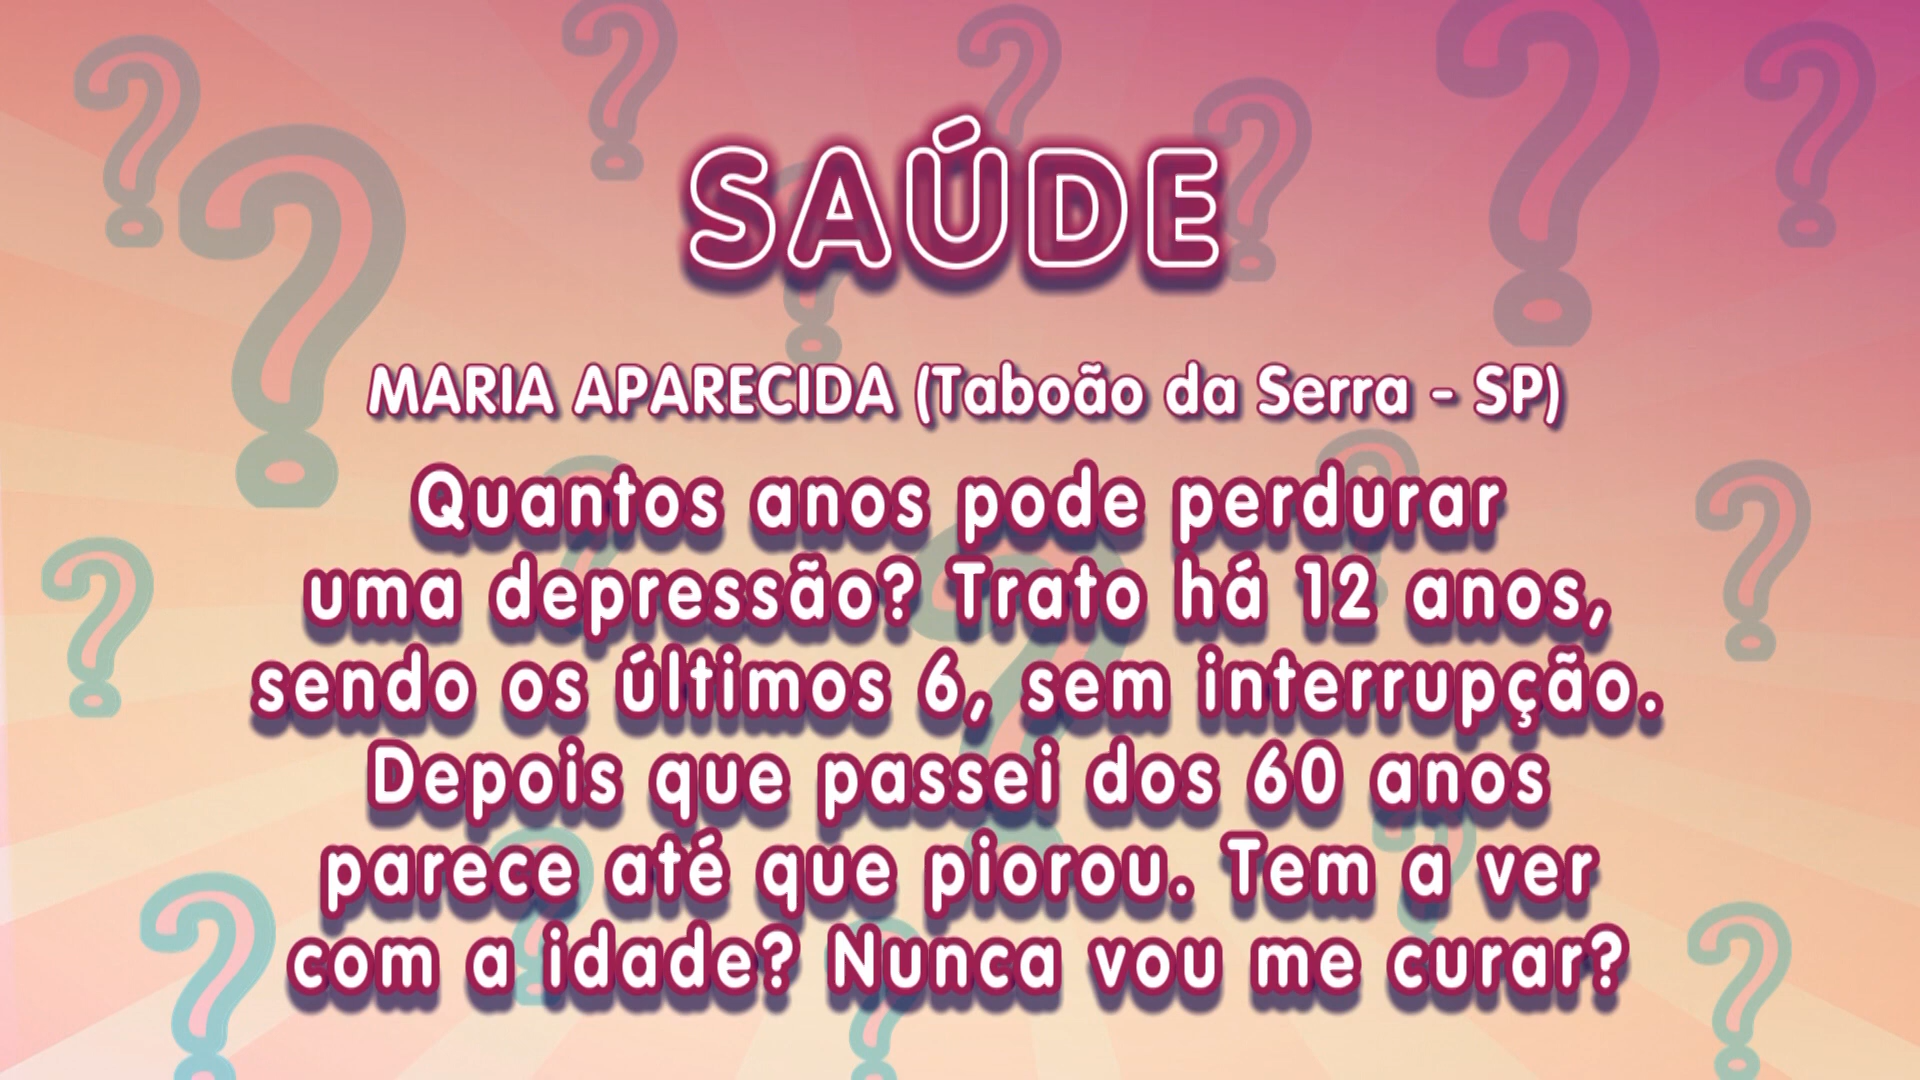 SAÚDE
MARIA APARECIDA (Taboão da Serra - SP)
Quantos anos pode perdurar
uma depressão? Trato há 12 anos,
sendo os últimos 6, sem interrupção.
Depois que passei dos 60 anos
parece até que piorou. Tem a ver
com a idade? Nunca vou me curar?